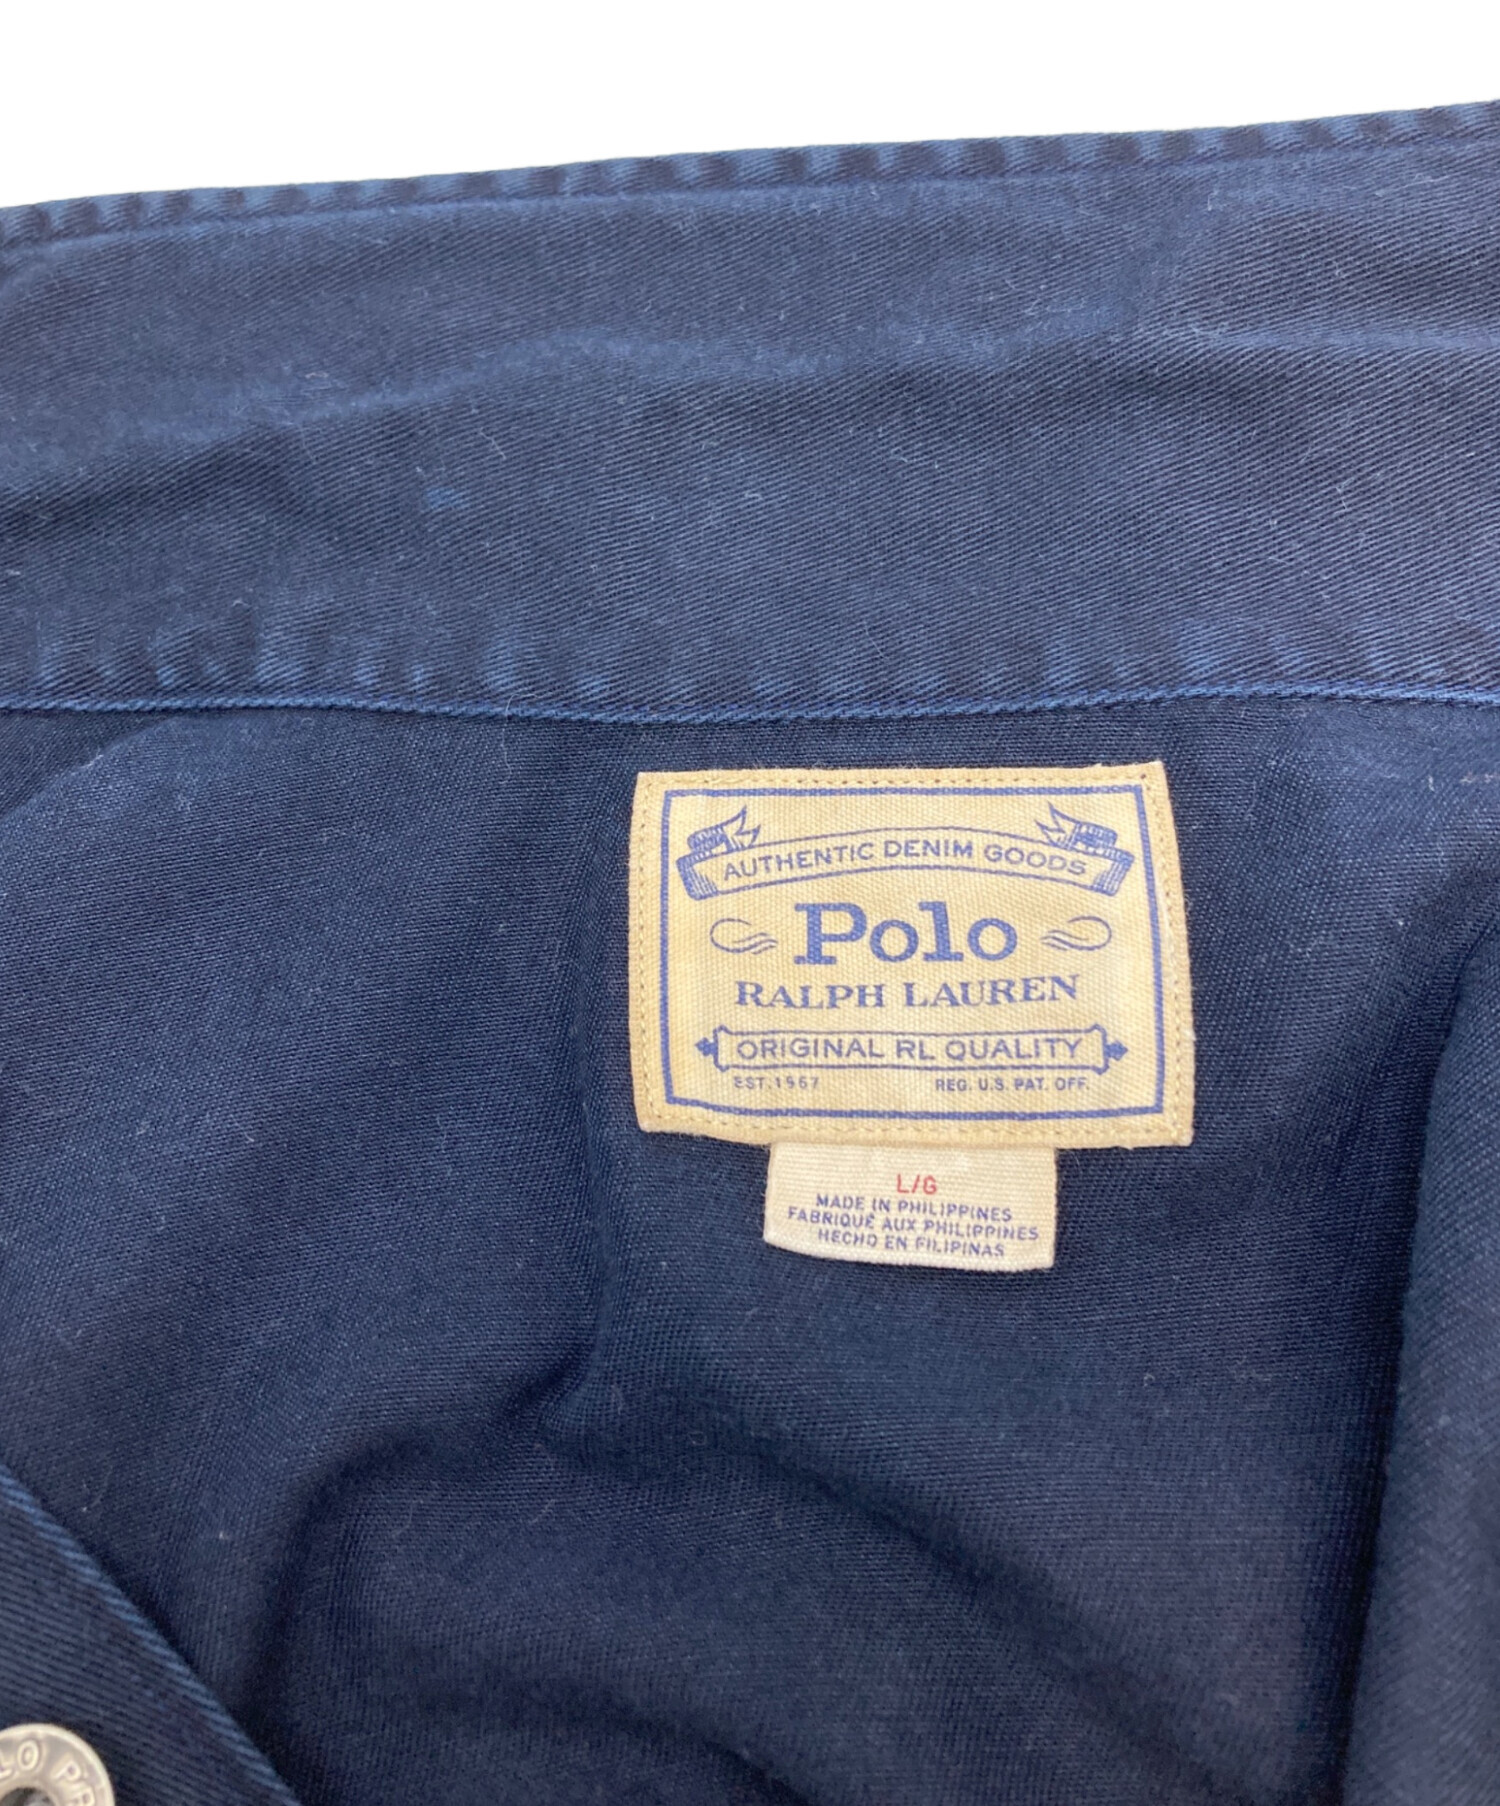 AUTHENTIC DENIM GOODS
Polo
RALPH LAUREN
ORIGINAL RL QUALITY
EST. 1967 REG. U.S. PAT. OFF.
L/G
MADE IN PHILIPPINES
FABRIQUÉ AUX PHILIPPINES
HECHO EN FILIPINAS